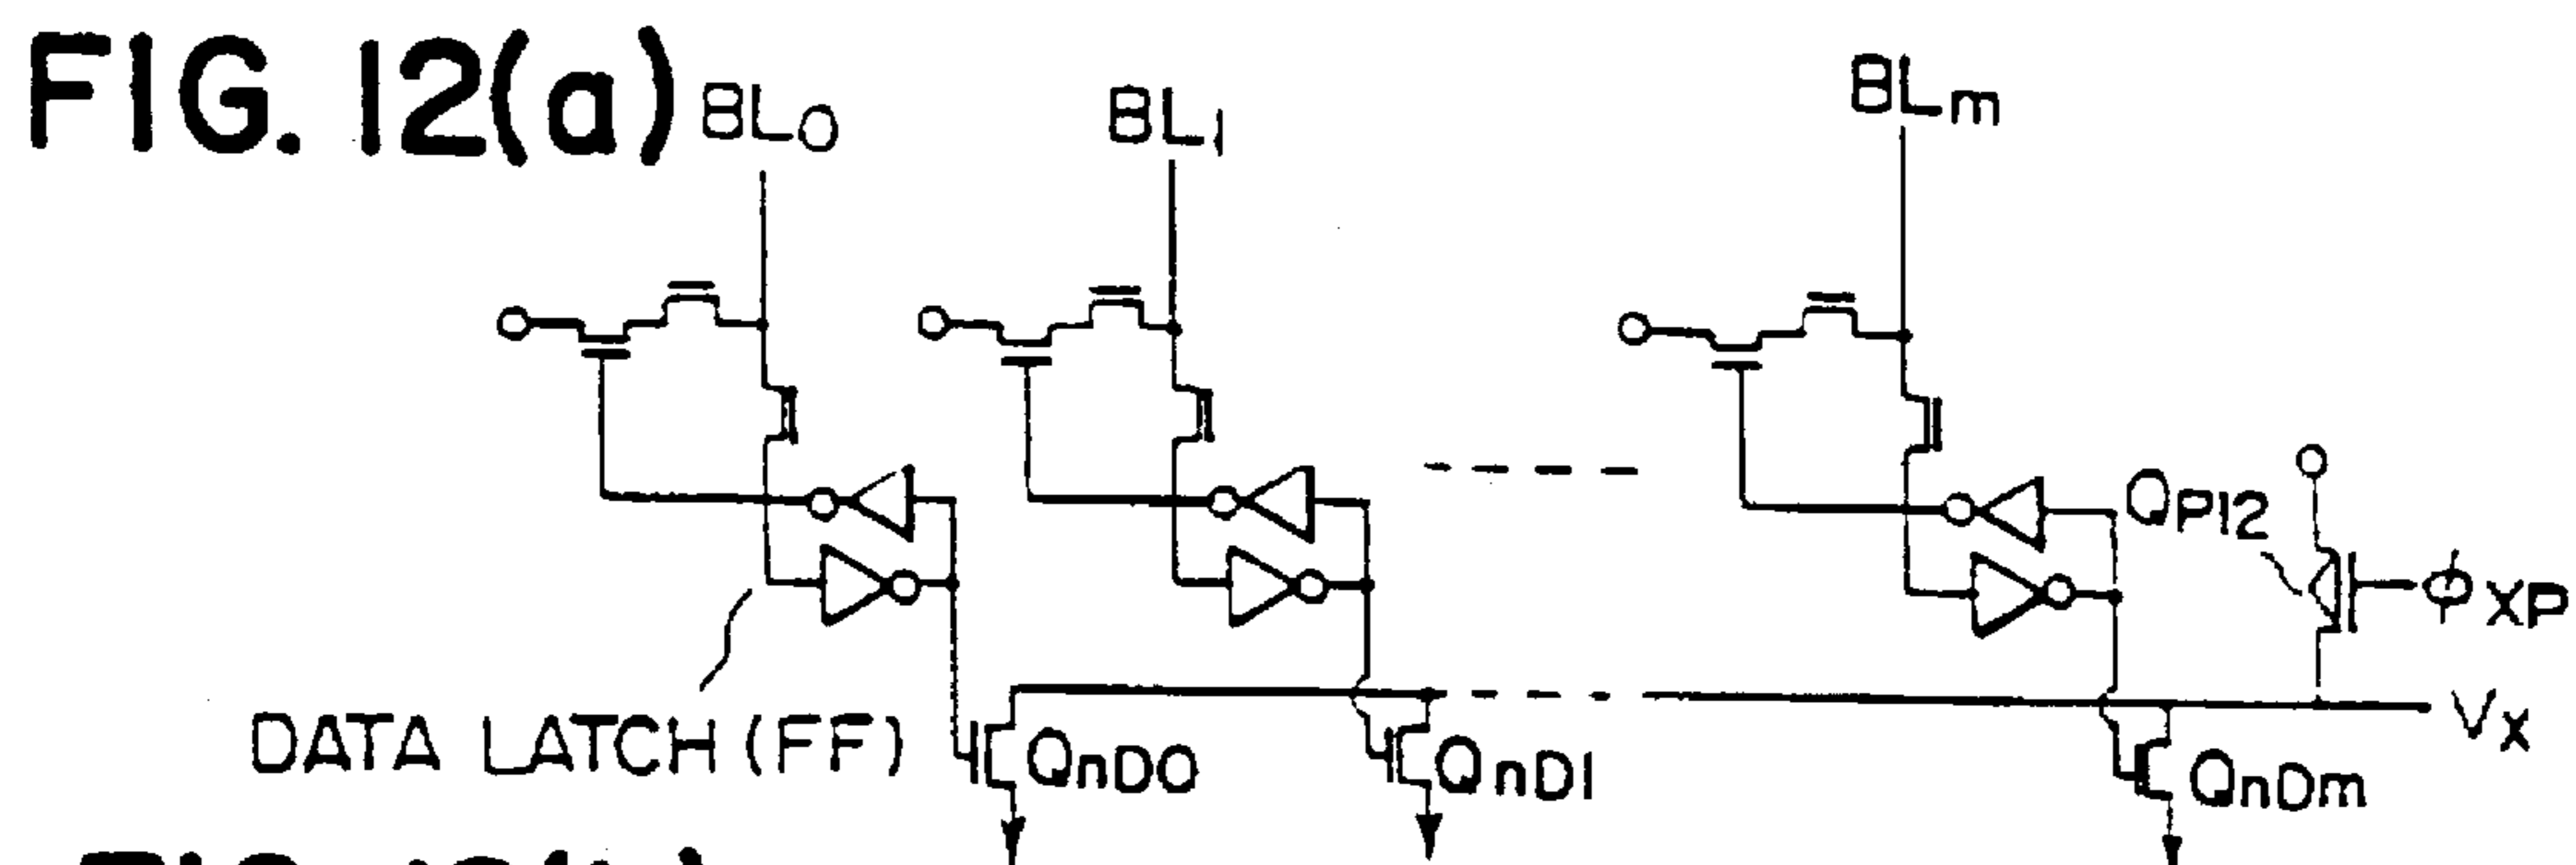 FIG. 12(a)
BL0
BL1
BLm
QP12
ϕXP
DATA LATCH (FF)
QnD0
QnD1
QnDm
VX